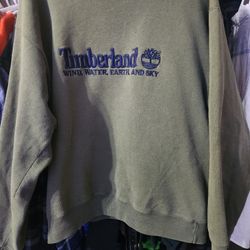 Timberland
WIND, WATER, EARTH AND SKY